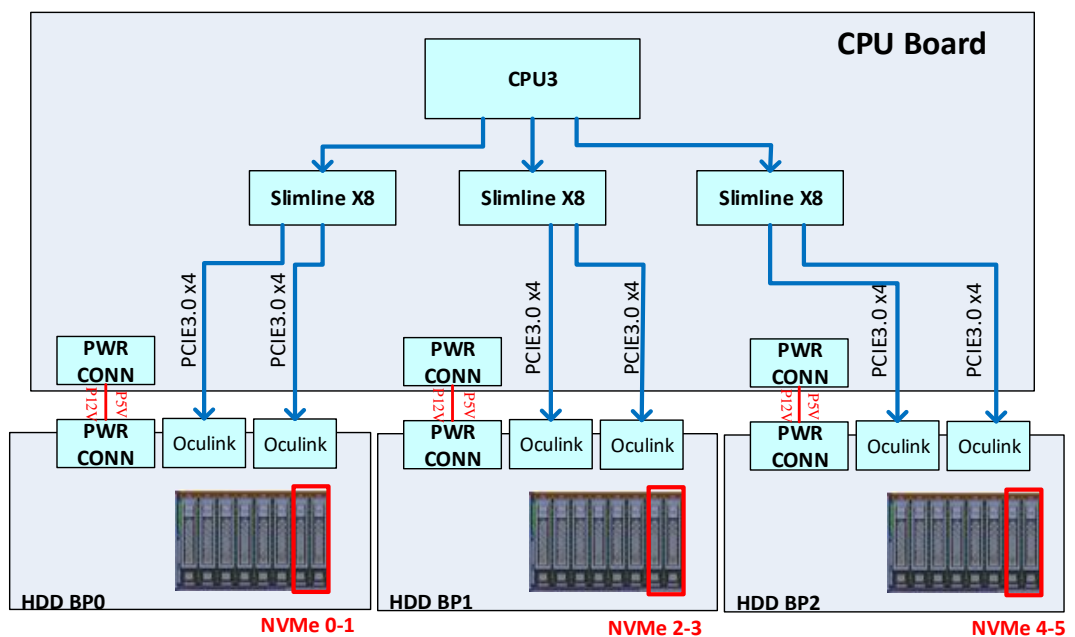 CPU Board
CPU3
Slimline X8
Slimline X8
Slimline X8
PCIE3.0 x4
PCIE3.0 x4
PCIE3.0 x4
PCIE3.0 x4
PCIE3.0 x4
PCIE3.0 x4
PWR
CONN
PWR
CONN
PWR
CONN
P12V
P5V
P12V
P5V
P12V
P5V
PWR
CONN
Oculink
Oculink
PWR
CONN
Oculink
Oculink
PWR
CONN
Oculink
Oculink
HDD BP0
HDD BP1
HDD BP2
NVMe 0-1
NVMe 2-3
NVMe 4-5